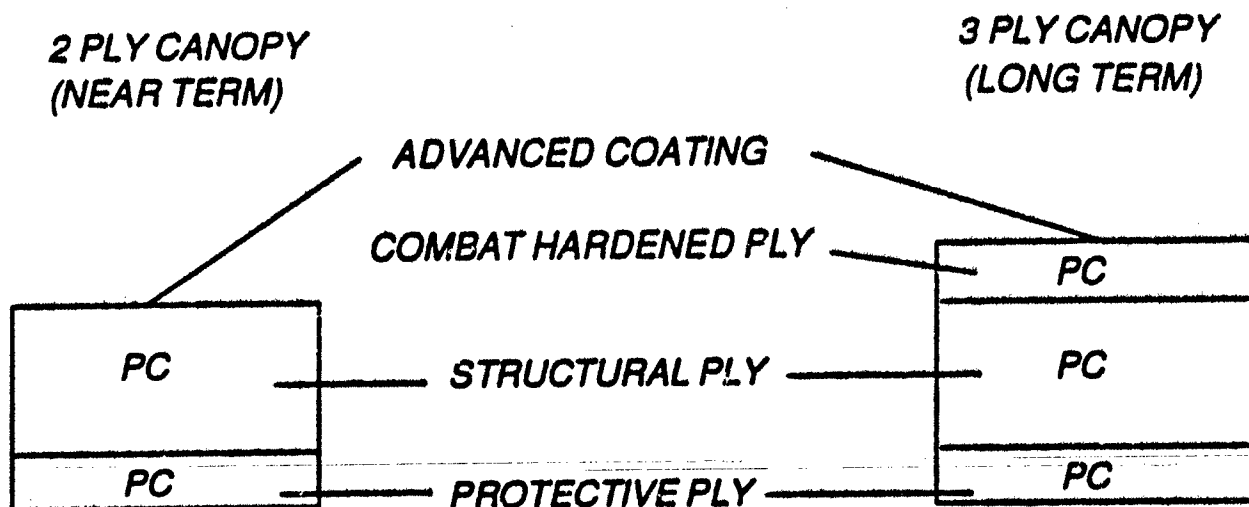 2 PLY CANOPY
(NEAR TERM)
3 PLY CANOPY
(LONG TERM)
ADVANCED COATING
COMBAT HARDENED PLY
PC
PC
STRUCTURAL PLY
PC
PC
PROTECTIVE PLY
PC